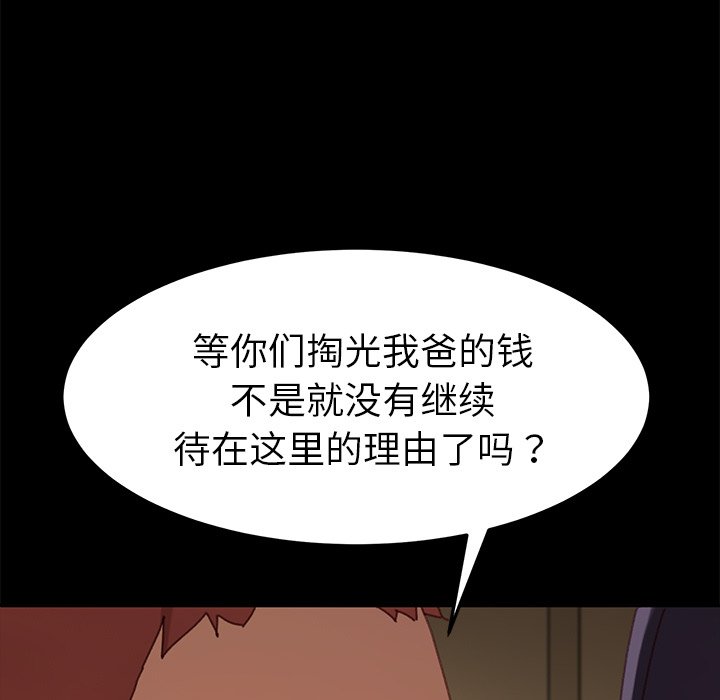 等你们掏光我爸的钱
不是就没有继续
待在这里的理由了吗？